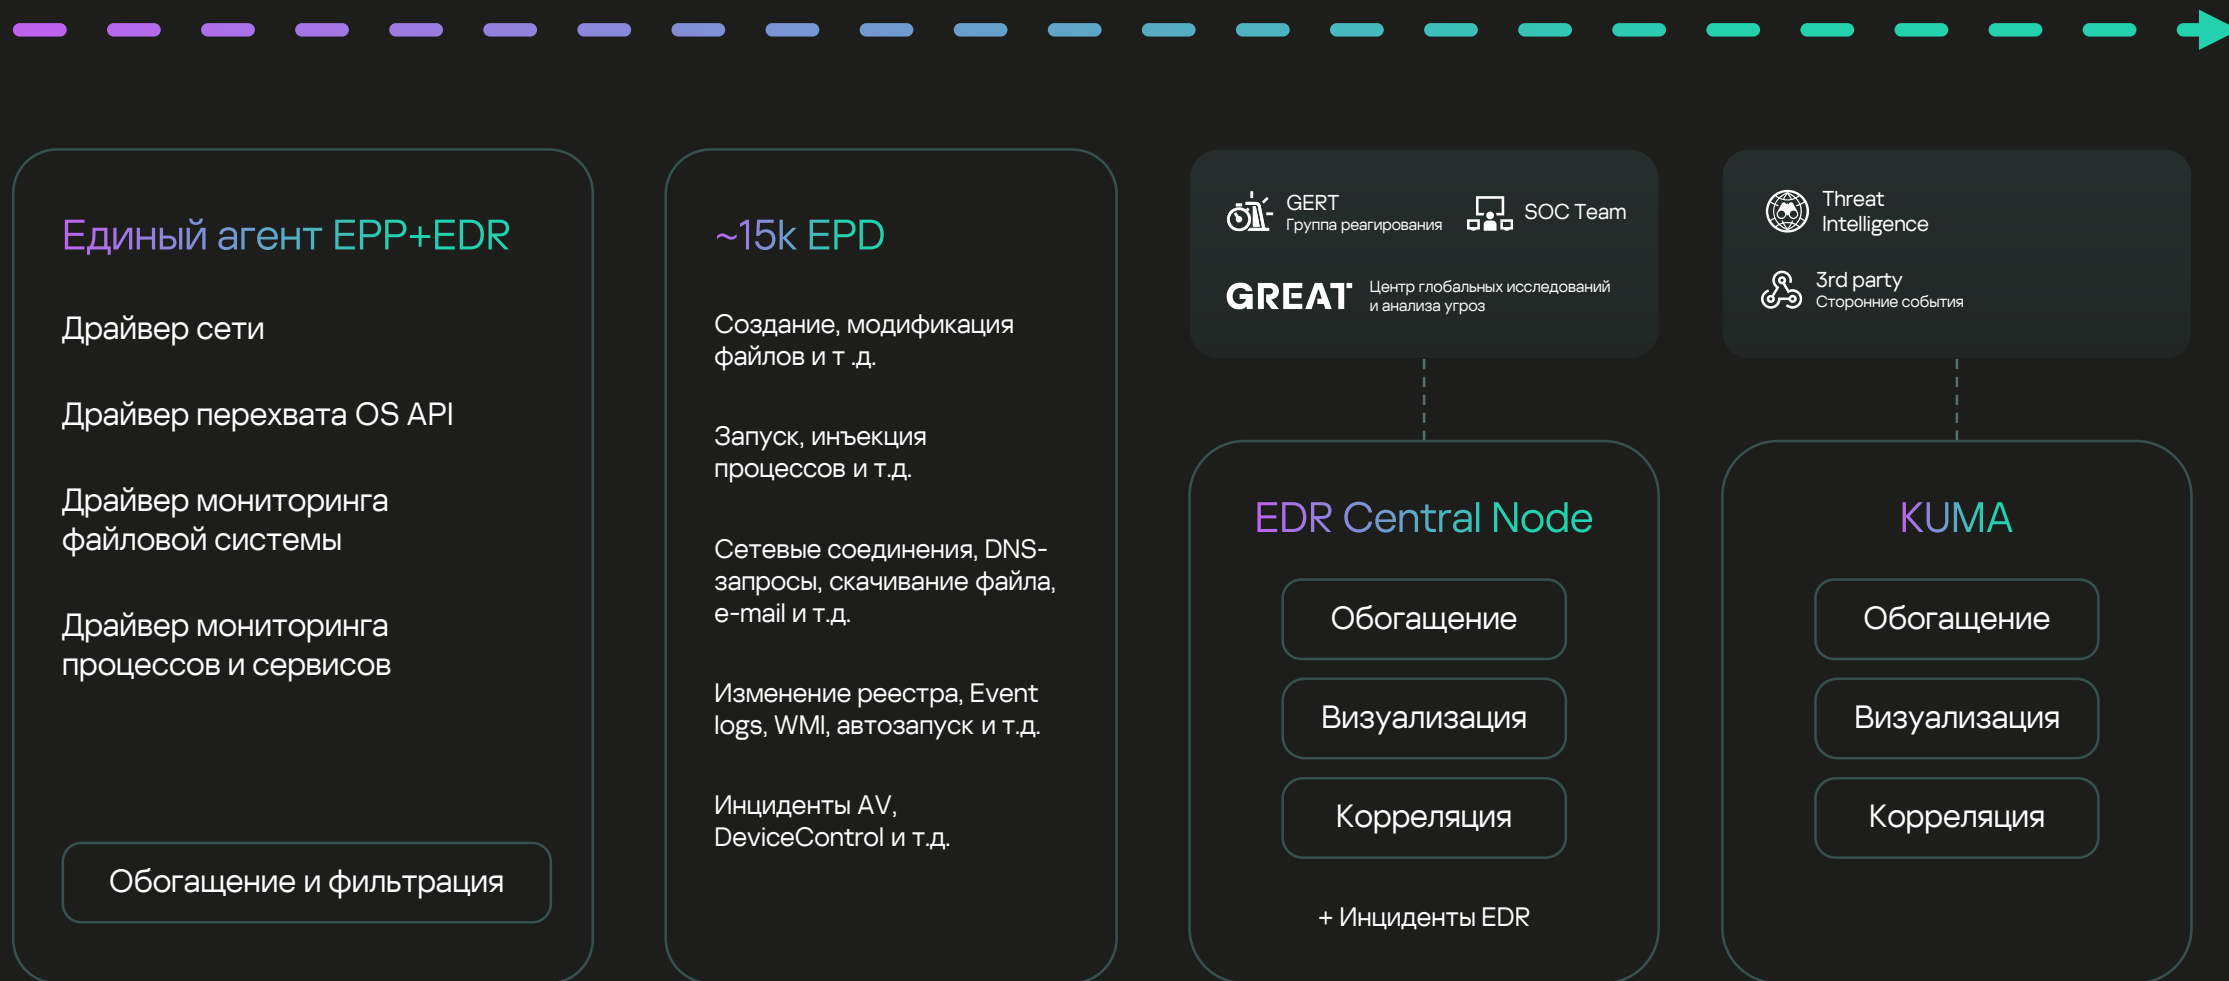 Единый агент EPP+EDR
Драйвер сети
Драйвер перехвата OS API
Драйвер мониторинга
файловой системы
Драйвер мониторинга
процессов и сервисов
Обогащение и фильтрация
~15k EPD
Создание, модификация
файлов и т .д.
Запуск, инъекция
процессов и т.д.
Сетевые соединения, DNS-
запросы, скачивание файла,
e-mail и т.д.
Изменение реестра, Event
logs, WMI, автозапуск и т.д.
Инциденты AV,
DeviceControl и т.д.
GERT
Группа реагирования
SOC Team
GREAT
Центр глобальных исследований
и анализа угроз
EDR Central Node
Обогащение
Визуализация
Корреляция
+ Инциденты EDR
Threat
Intelligence
3rd party
Сторонние события
KUMA
Обогащение
Визуализация
Корреляция